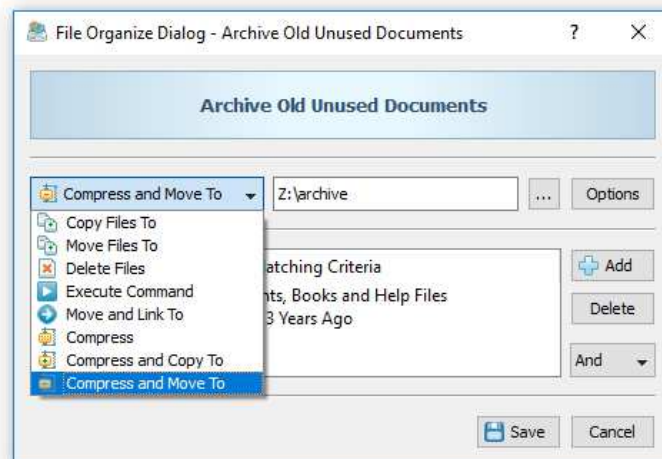 File Organize Dialog - Archive Old Unused Documents ?
Archive Old Unused Documents
Compress and Move To Z:\archive ... Options
Copy Files To
Move Files To
Delete Files
Execute Command
Move and Link To
Compress
Compress and Copy To
Compress and Move To
Criteria
Books and Help Files
3 Years Ago
Add
Delete
And
Save Cancel